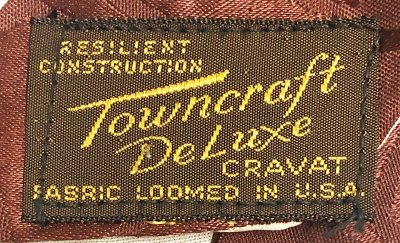 RESILIENT
CONSTRUCTION
Towncraft
DeLuxe
CRAVAT
FABRIC LOOMED IN U.S.A.